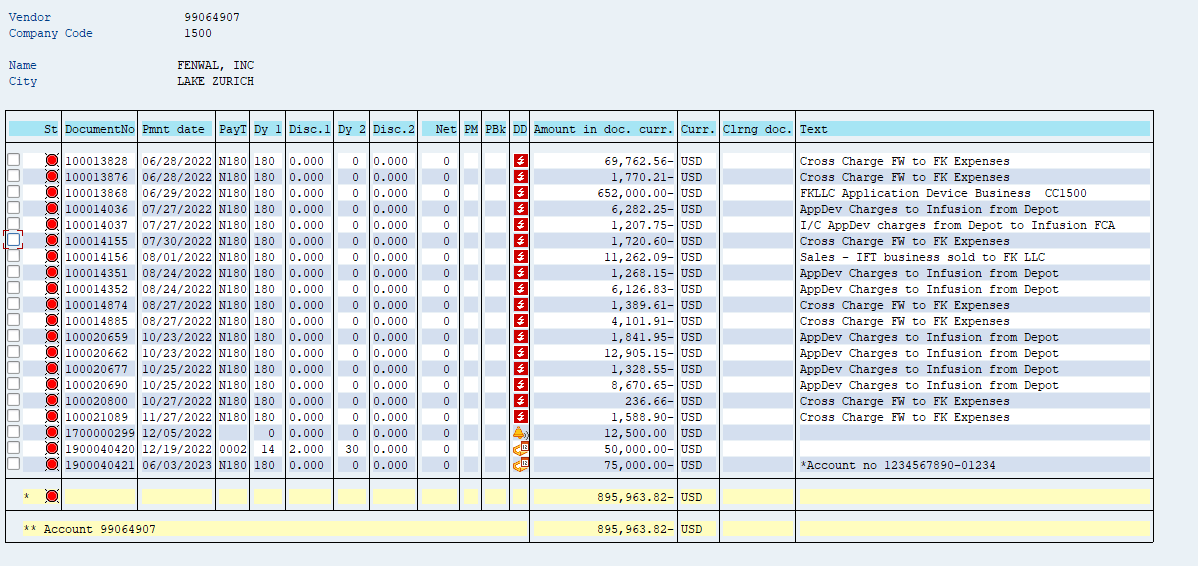 Vendor 99064907
Company Code 1500
Name FENWAL, INC
City LAKE ZURICH
St DocumentNo Pmnt date PayT Dy 1 Disc.1 Dy 2 Disc.2 Net PM PBk DD Amount in doc. curr. Curr. Clrng doc. Text
100013828 06/28/2022 N180 180 0.000 0 0.000 0 69,762.56- USD Cross Charge FW to FK Expenses
100013876 06/28/2022 N180 180 0.000 0 0.000 0 1,770.21- USD Cross Charge FW to FK Expenses
100013868 06/29/2022 N180 180 0.000 0 0.000 0 652,000.00- USD FKLLC Application Device Business CC1500
100014036 07/27/2022 N180 180 0.000 0 0.000 0 6,282.25- USD AppDev Charges to Infusion from Depot
100014037 07/27/2022 N180 180 0.000 0 0.000 0 1,207.75- USD I/C AppDev charges from Depot to Infusion FCA
100014155 07/30/2022 N180 180 0.000 0 0.000 0 1,720.60- USD Cross Charge FW to FK Expenses
100014156 08/01/2022 N180 180 0.000 0 0.000 0 11,262.09- USD Sales - IFT business sold to FK LLC
100014351 08/24/2022 N180 180 0.000 0 0.000 0 1,268.15- USD AppDev Charges to Infusion from Depot
100014352 08/24/2022 N180 180 0.000 0 0.000 0 6,126.83- USD AppDev Charges to Infusion from Depot
100014874 08/27/2022 N180 180 0.000 0 0.000 0 1,389.61- USD Cross Charge FW to FK Expenses
100014885 08/27/2022 N180 180 0.000 0 0.000 0 4,101.91- USD Cross Charge FW to FK Expenses
100020659 10/23/2022 N180 180 0.000 0 0.000 0 1,841.95- USD AppDev Charges to Infusion from Depot
100020662 10/23/2022 N180 180 0.000 0 0.000 0 12,905.15- USD AppDev Charges to Infusion from Depot
100020677 10/25/2022 N180 180 0.000 0 0.000 0 1,328.55- USD AppDev Charges to Infusion from Depot
100020690 10/25/2022 N180 180 0.000 0 0.000 0 8,670.65- USD AppDev Charges to Infusion from Depot
100020800 10/27/2022 N180 180 0.000 0 0.000 0 236.66- USD Cross Charge FW to FK Expenses
100021089 11/27/2022 N180 180 0.000 0 0.000 0 1,588.90- USD Cross Charge FW to FK Expenses
1700000299 12/05/2022 0 0.000 0 0.000 0 12,500.00 USD
1900040420 12/19/2022 0002 14 2.000 30 0.000 0 50,000.00- USD
1900040421 06/03/2023 N180 180 0.000 0 0.000 0 75,000.00- USD *Account no 1234567890-01234
* 895,963.82- USD
** Account 99064907 895,963.82- USD